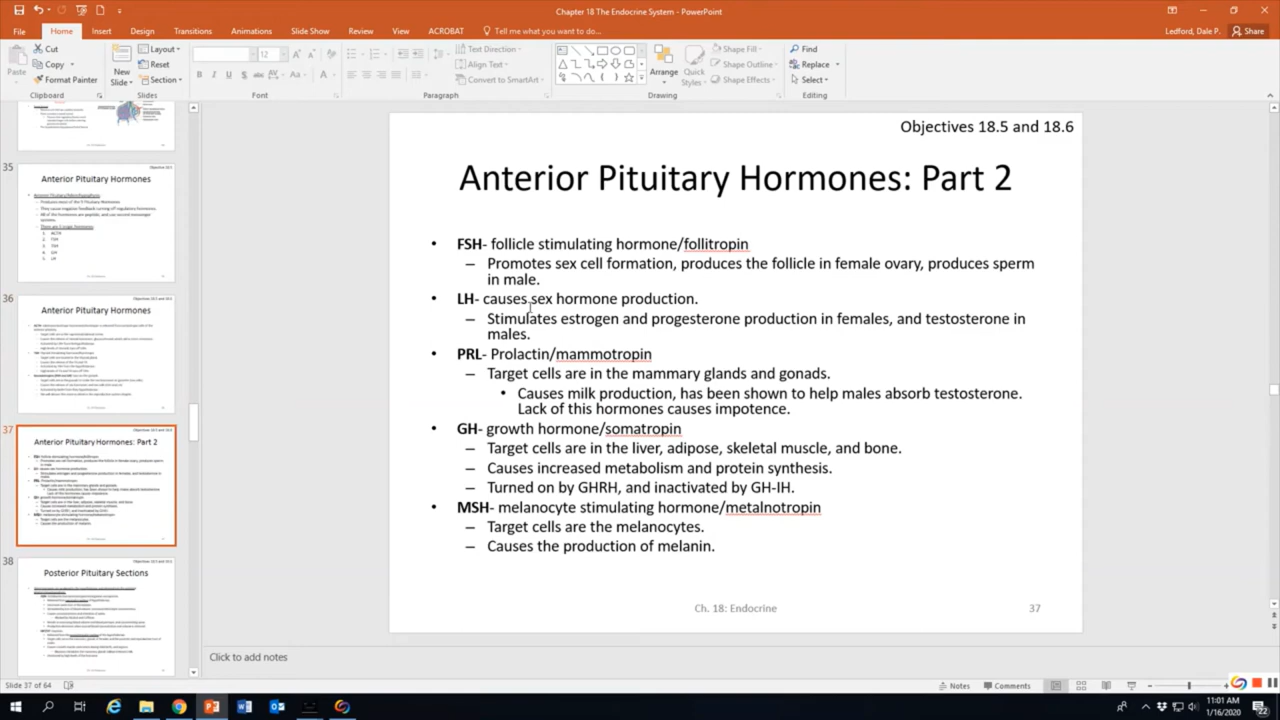 Chapter 18 The Endocrine System - PowerPoint
Ledford, Dale P.
Share
File
Home
Insert
Design
Transitions
Animations
Slide Show
Review
View
ACROBAT
Tell me what you want to do...
Paste
Cut
Copy
Format Painter
Clipboard
New
Slide
Layout
Reset
Section
Slides
12
Font
Text Direction
Align Text
Convert to SmartArt
Paragraph
Arrange
Quick
Styles
Shape Fill
Shape Outline
Shape Effects
Drawing
Find
Replace
Select
Editing
35
Anterior Pituitary Hormones
36
Anterior Pituitary Hormones
37
Anterior Pituitary Hormones: Part 2
38
Posterior Pituitary Sections
Objectives 18.5 and 18.6
Anterior Pituitary Hormones: Part 2
• FSH- follicle stimulating hormone/follitropin
– Promotes sex cell formation, produces the follicle in female ovary, produces sperm
in male.
• LH- causes sex hormone production.
– Stimulates estrogen and progesterone production in females, and testosterone in
males.
• PRL- Prolactin/mammotropin
– Target cells are in the mammary glands and gonads.
• Causes milk production, has been shown to help males absorb testosterone.
Lack of this hormones causes impotence.
• GH- growth hormone/somatropin
– Target cells are in the liver, adipose, skeletal muscle, and bone.
– Causes increased metabolism and protein synthesis.
– Turned on by GHRH, and inactivated by
– Target cells are the melanocytes.
– Causes the production of melanin.
Ch. 18: Endocrine
37
Click to add notes
Slide 37 of 64
Notes
Comments
11:01 AM
1/16/2020
22